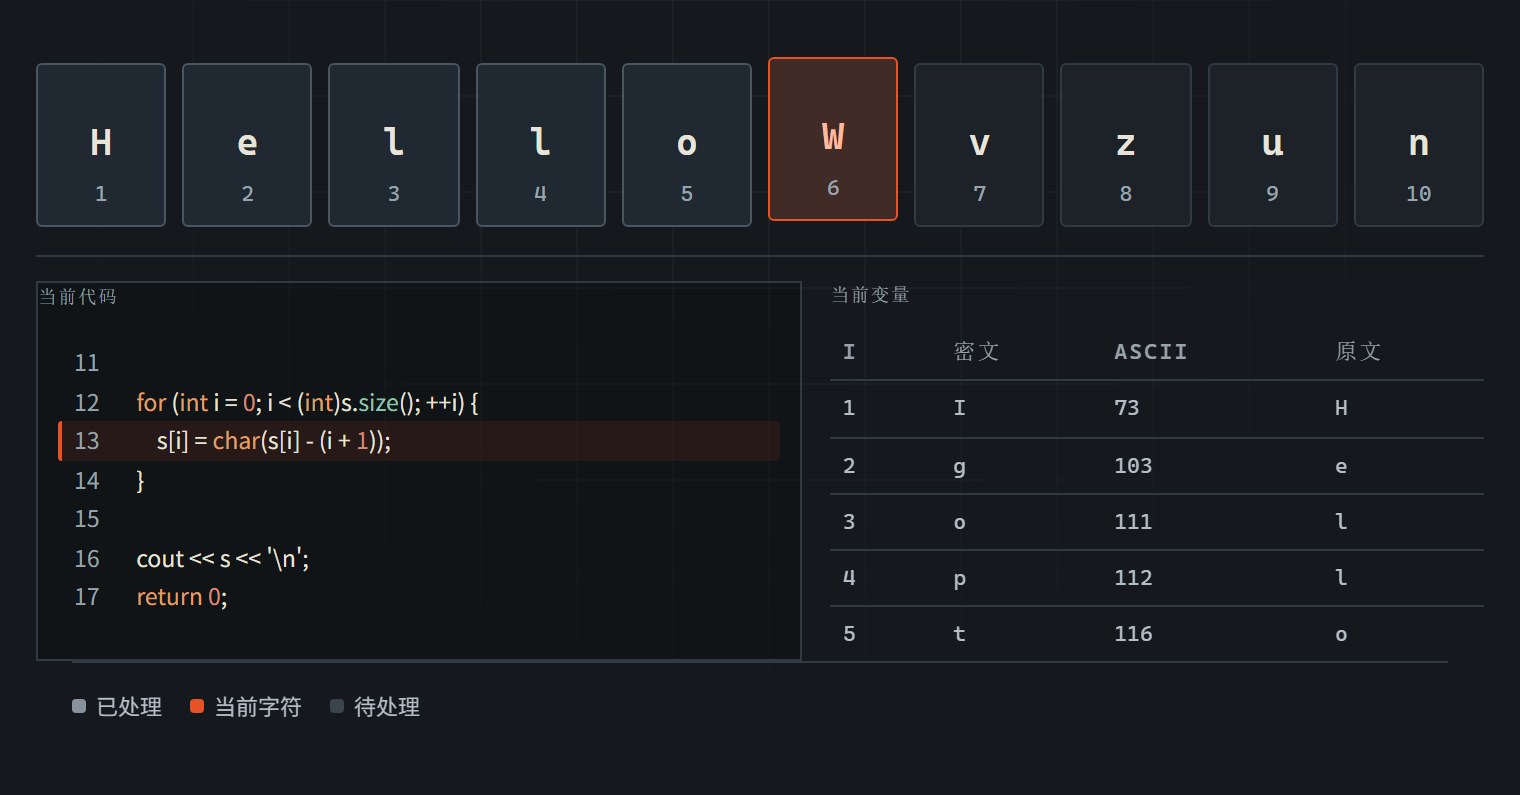 H e l l o W v z u n
1 2 3 4 5 6 7 8 9 10
当前代码
11
12 for (int i = 0; i < (int)s.size(); ++i) {
13 s[i] = char(s[i] - (i + 1));
14 }
15
16 cout << s << '\n';
17 return 0;
当前变量
I 密文 ASCII 原文
1 I 73 H
2 g 103 e
3 o 111 l
4 p 112 l
5 t 116 o
已处理 当前字符 待处理